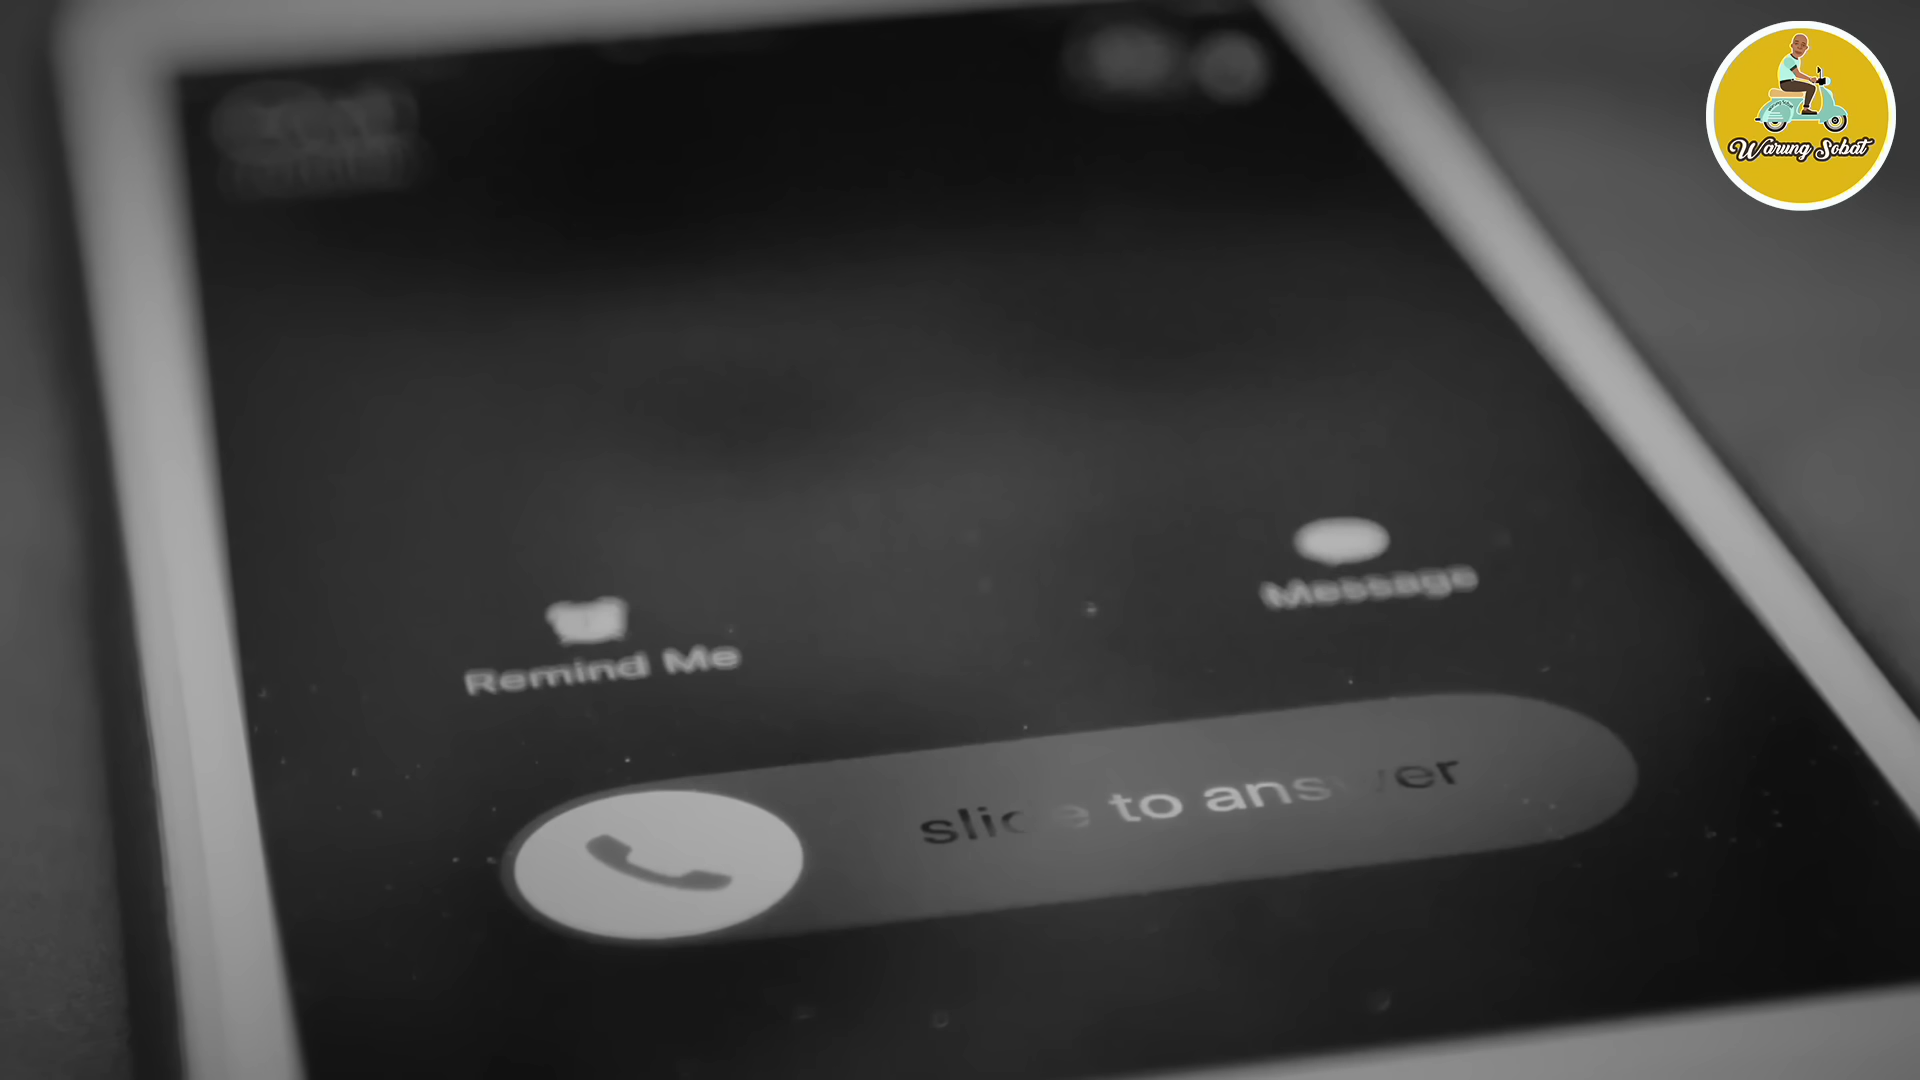 Warung Sobat
Message
Remind Me
slide to answer